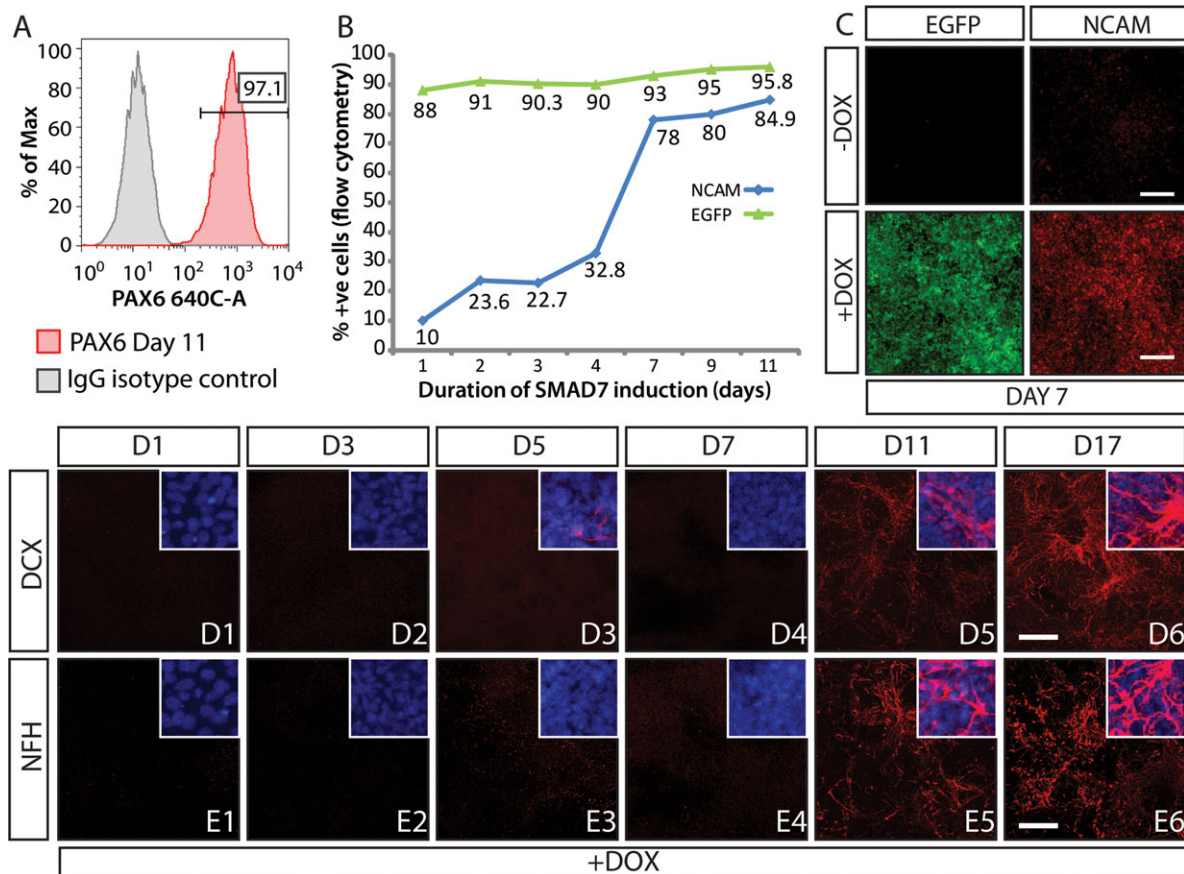 A
100
80
60
40
20
0
% of Max
97.1
10^0 10^1 10^2 10^3 10^4
PAX6 640C-A
PAX6 Day 11
IgG isotype control
B
100
90
80
70
60
50
40
30
20
10
0
% +ve cells (flow cytometry)
88 91 90.3 90 93 95 95.8
10 23.6 22.7 32.8 78 80 84.9
NCAM
EGFP
1 2 3 4 7 9 11
Duration of SMAD7 induction (days)
C
EGFP NCAM
-DOX
+DOX
DAY 7
D1 D3 D5 D7 D11 D17
DCX
D1 D2 D3 D4 D5 D6
NFH
E1 E2 E3 E4 E5 E6
+DOX